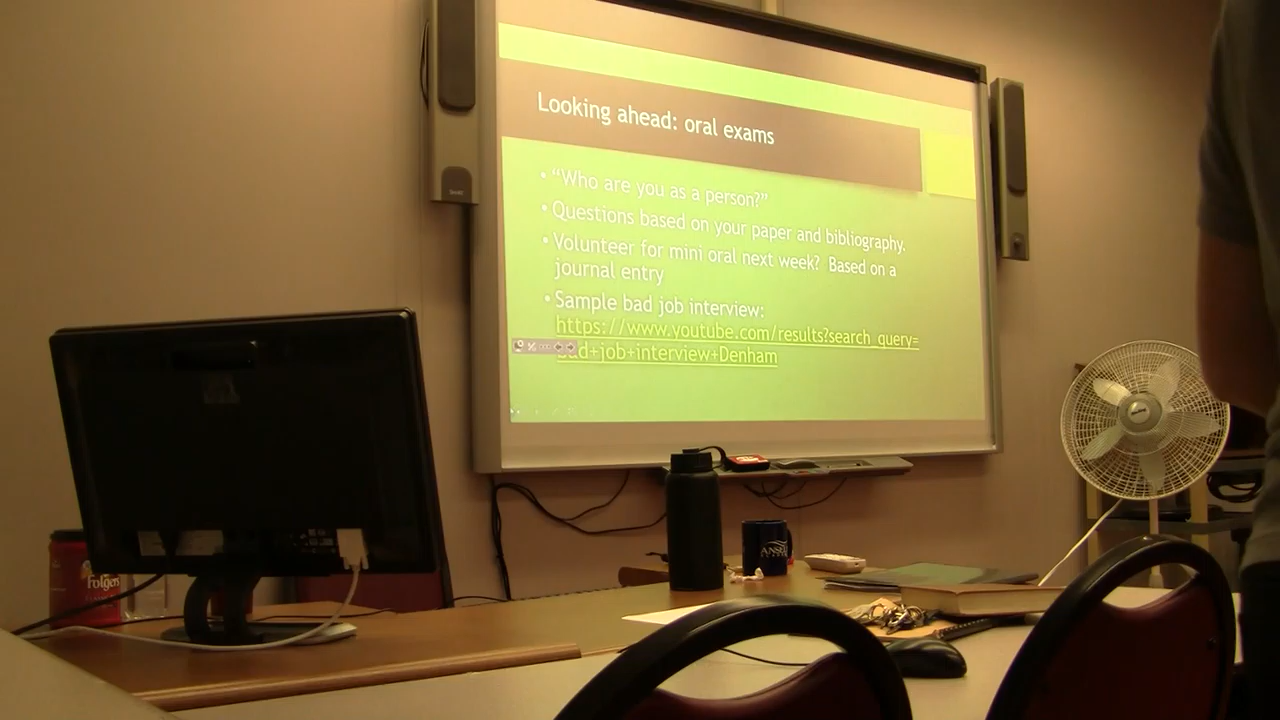 Looking ahead: oral exams
• “Who are you as a person?”
• Questions based on your paper and bibliography.
• Volunteer for mini oral next week? Based on a
journal entry
• Sample bad job interview:
https://www.youtube.com/results?search_query=
bad+job+interview+Denham
Folgers